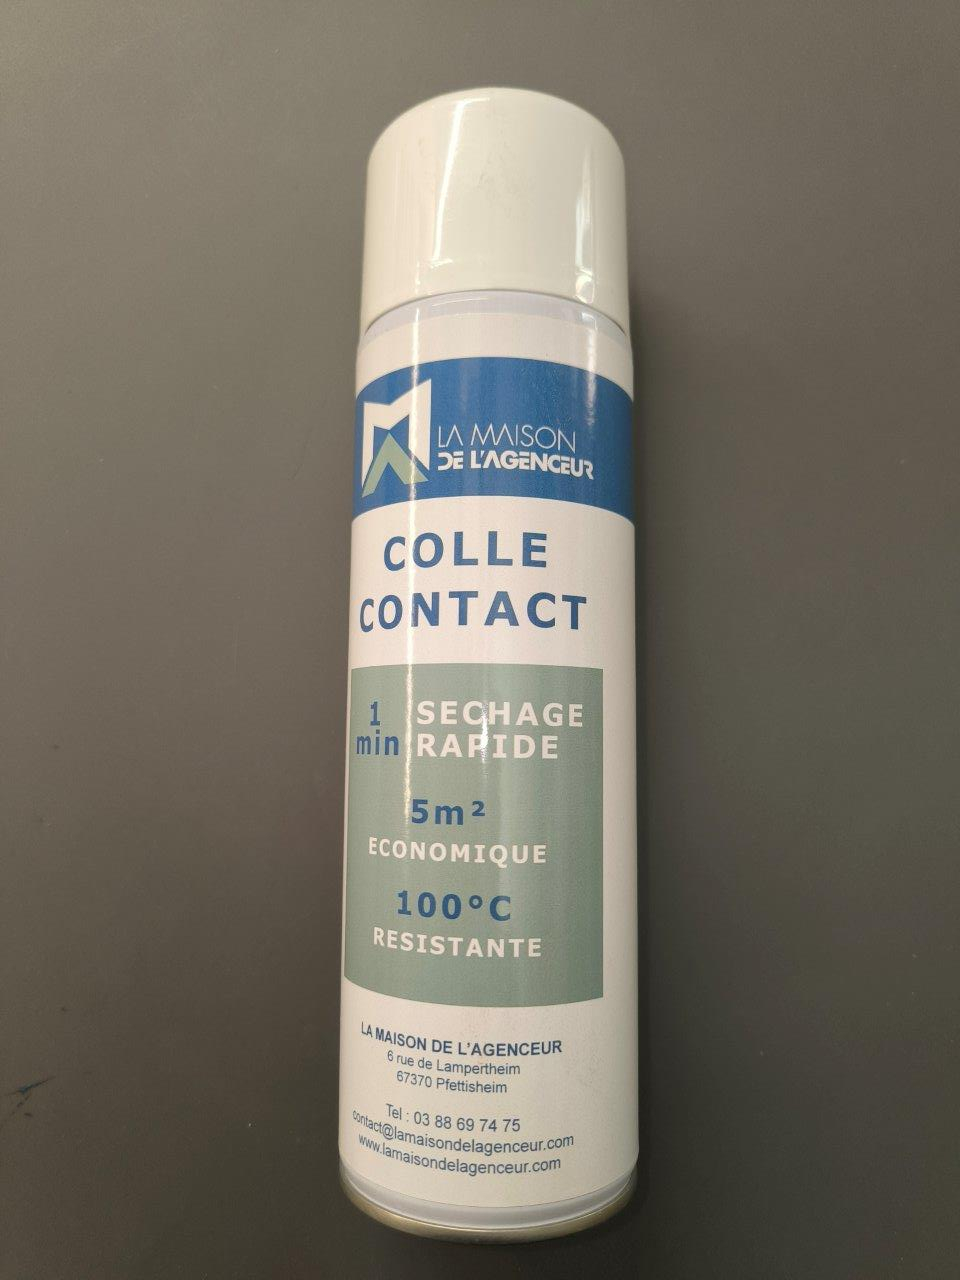 LA MAISON
DE L'AGENCEUR
COLLE
CONTACT
1 min SECHAGE RAPIDE
5m²
ECONOMIQUE
100°C
RESISTANTE
LA MAISON DE L'AGENCEUR
6 rue de Lampertheim
67370 Pfettisheim
Tel : 03 88 69 74 75
contact@lamaisondelagenceur.com
www.lamaisondelagenceur.com